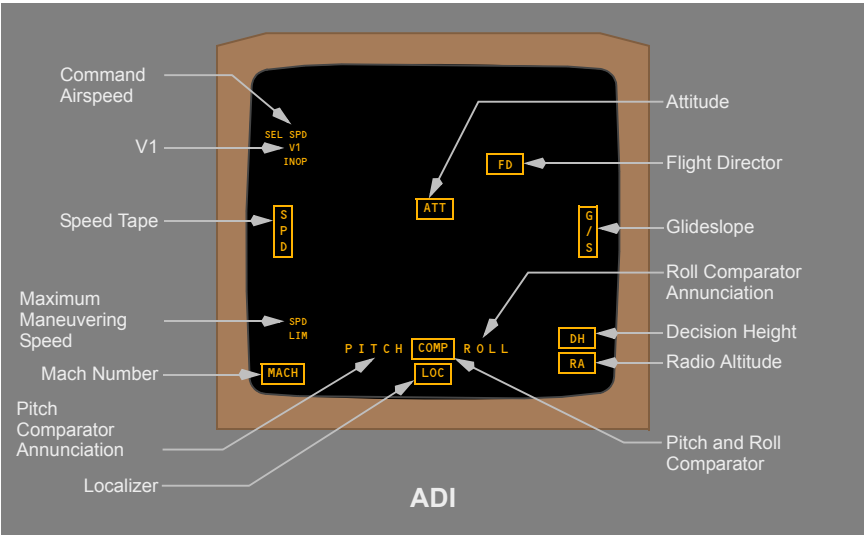 Command
Airspeed
V1
Speed Tape
Maximum
Maneuvering
Speed
Mach Number
Pitch
Comparator
Annunciation
Localizer
SEL SPD
V1
INOP
S
P
D
SPD
LIM
MACH
ATT
FD
G
/
S
PITCH COMP ROLL
LOC
DH
RA
Attitude
Flight Director
Glideslope
Roll Comparator
Annunciation
Decision Height
Radio Altitude
Pitch and Roll
Comparator
ADI